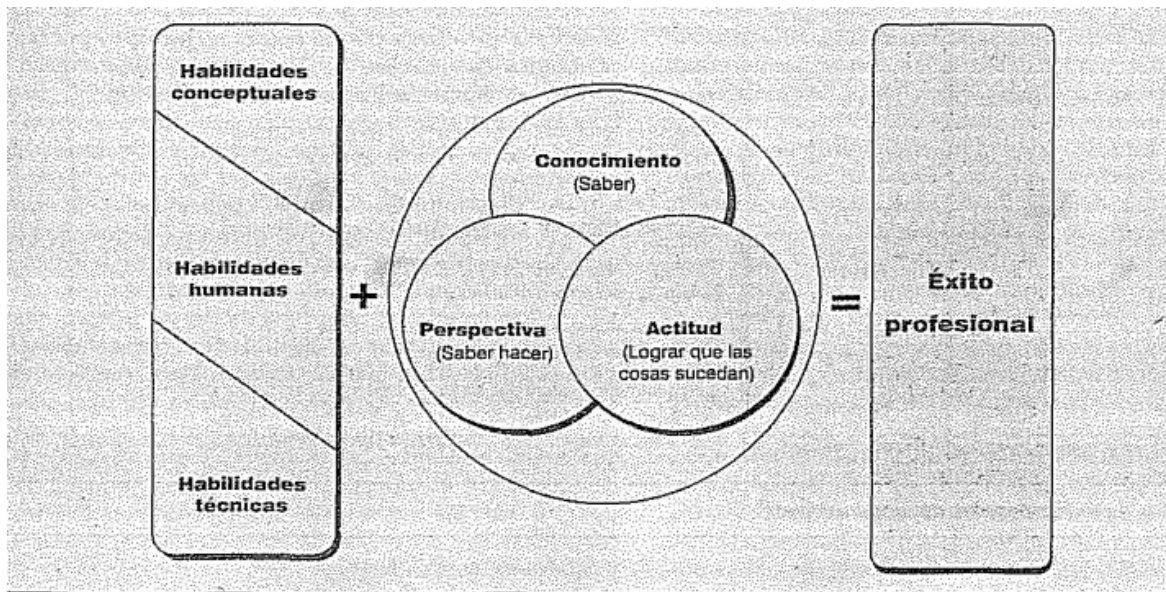 Habilidades
conceptuales
Habilidades
humanas
Habilidades
técnicas
+
Conocimiento
(Saber)
Perspectiva
(Saber hacer)
Actitud
(Lograr que las
cosas sucedan)
=
Éxito
profesional